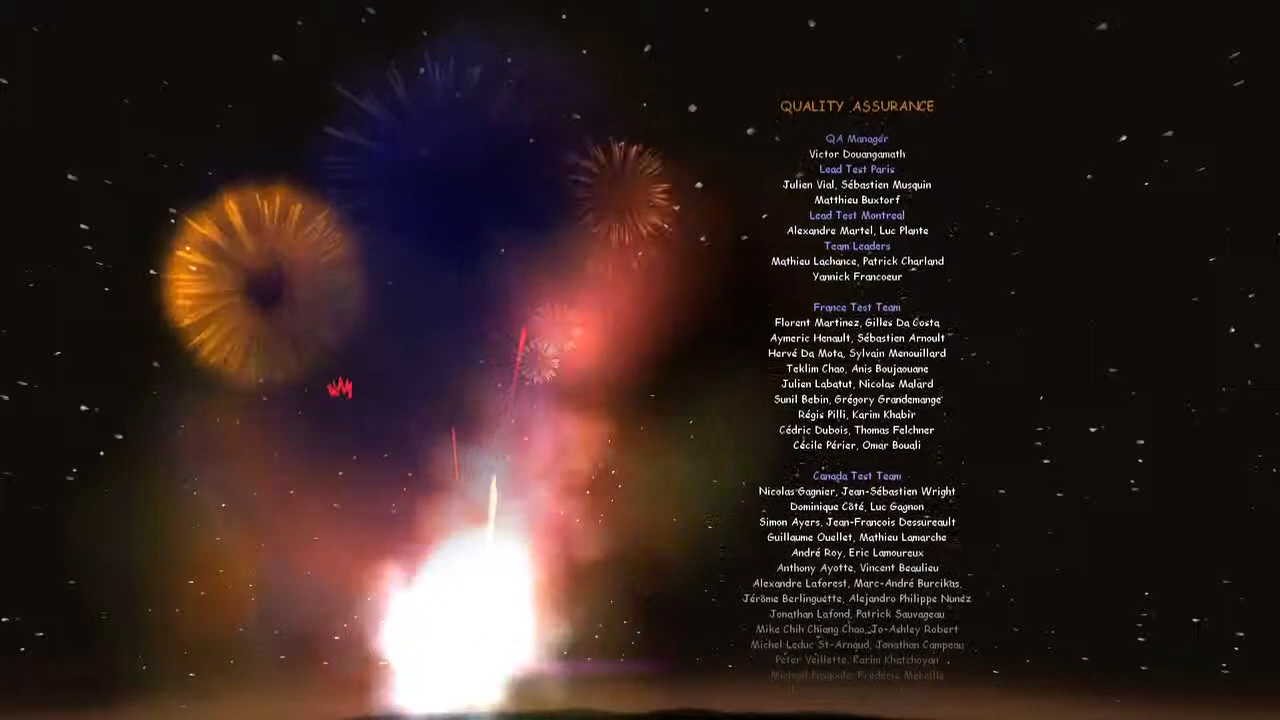 QUALITY ASSURANCE
QA Manager
Victor Douangamath
Lead Test Paris
Julien Vial, Sébastien Musquin
Matthieu Buxtorf
Lead Test Montreal
Alexandre Martel, Luc Plante
Team Leaders
Mathieu Lachance, Patrick Charland
Yannick Francoeur
France Test Team
Florent Martinez, Gilles Da Costa
Aymeric Henault, Sébastien Arnoult
Hervé Da Mota, Sylvain Menouillard
Teklim Chao, Anis Boujaouane
Julien Labatut, Nicolas Malard
Sunil Bebin, Grégory Grandemange
Régis Pilli, Karim Khabir
Cédric Dubois, Thomas Felchner
Cécile Périer, Omar Bouali
Canada Test Team
Nicolas Gagnier, Jean-Sébastien Wright
Dominique Côté, Luc Gagnon
Simon Ayers, Jean-Francois Dessureault
Guillaume Ouellet, Mathieu Lamarche
André Roy, Eric Lamoureux
Anthony Ayotte, Vincent Beaulieu
Alexandre Laforest, Marc-André Burcikas,
Jérôme Berlinguette, Alejandro Philippe Nunéz
Jonathan Lafond, Patrick Sauvageau
Mike Chih Chiang Chao, Jo-Ashley Robert
Michel Leduc St-Arnaud, Jonathan Campeau
Peter Veillette, Karim Khatchoyan
Frédéric